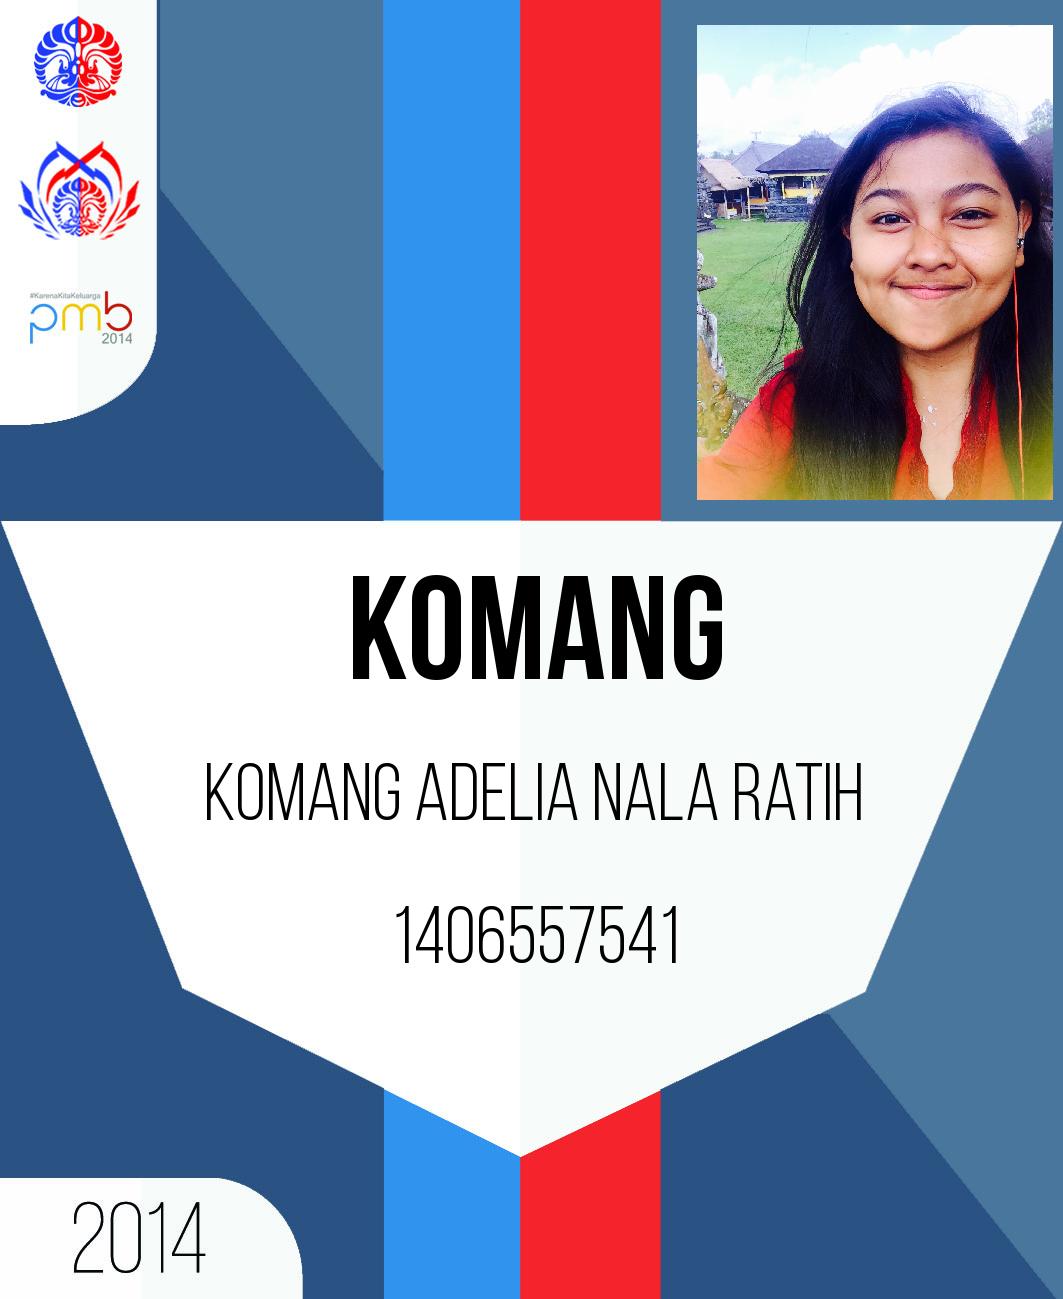 #KarenaKitaKeluarga
pmb
2014
KOMANG
KOMANG ADELIA NALA RATIH
1406557541
2014